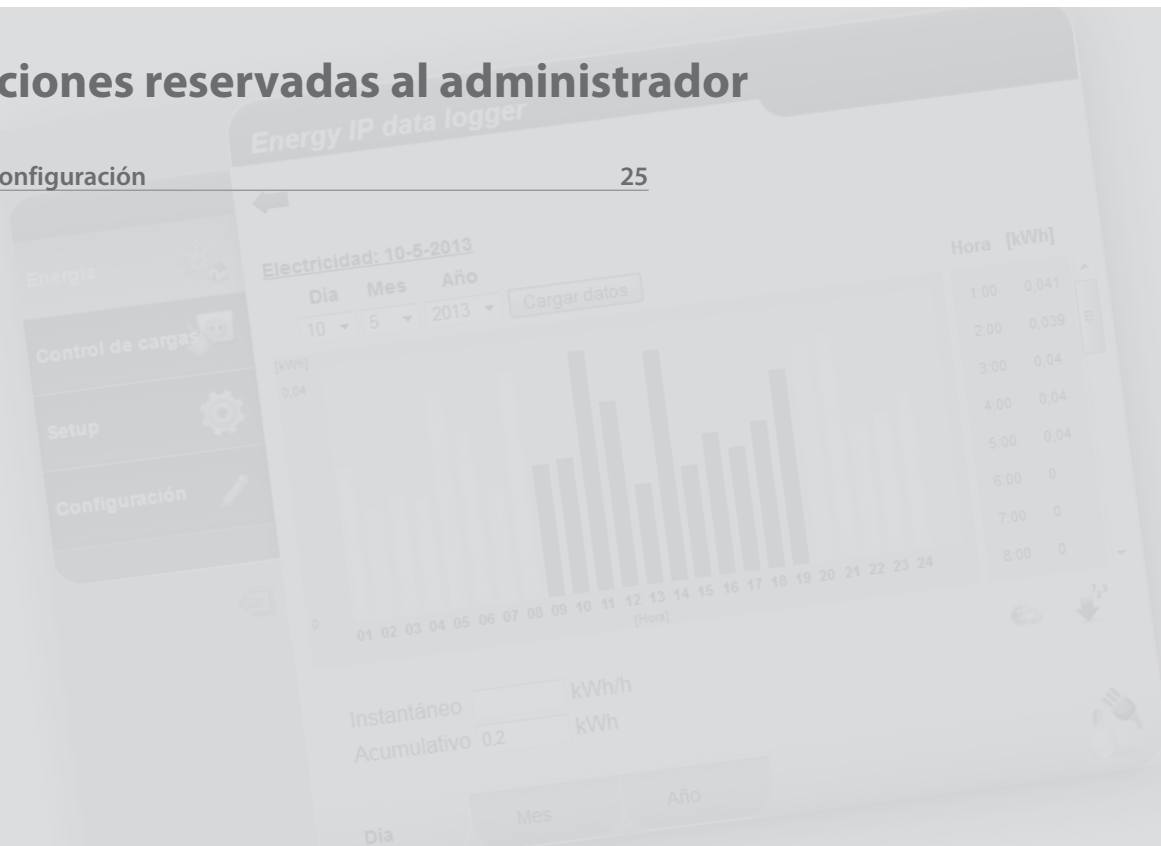 ciones reservadas al administrador
Energy IP data logger
onfiguración 25
Energía
Control de cargas
Setup
Configuración
Electricidad: 10-5-2013
Dia Mes Año
10 5 2013 Cargar datos
[kWh]
0,04
0
01 02 03 04 05 06 07 08 09 10 11 12 13 14 15 16 17 18 19 20 21 22 23 24
[Hora]
Hora [kWh]
1:00 0,041
2:00 0,039
3:00 0,04
4:00 0,04
5:00 0,04
6:00 0
7:00 0
8:00 0
Instantáneo kWh/h
Acumulativo 0,2 kWh
Dia Mes Año